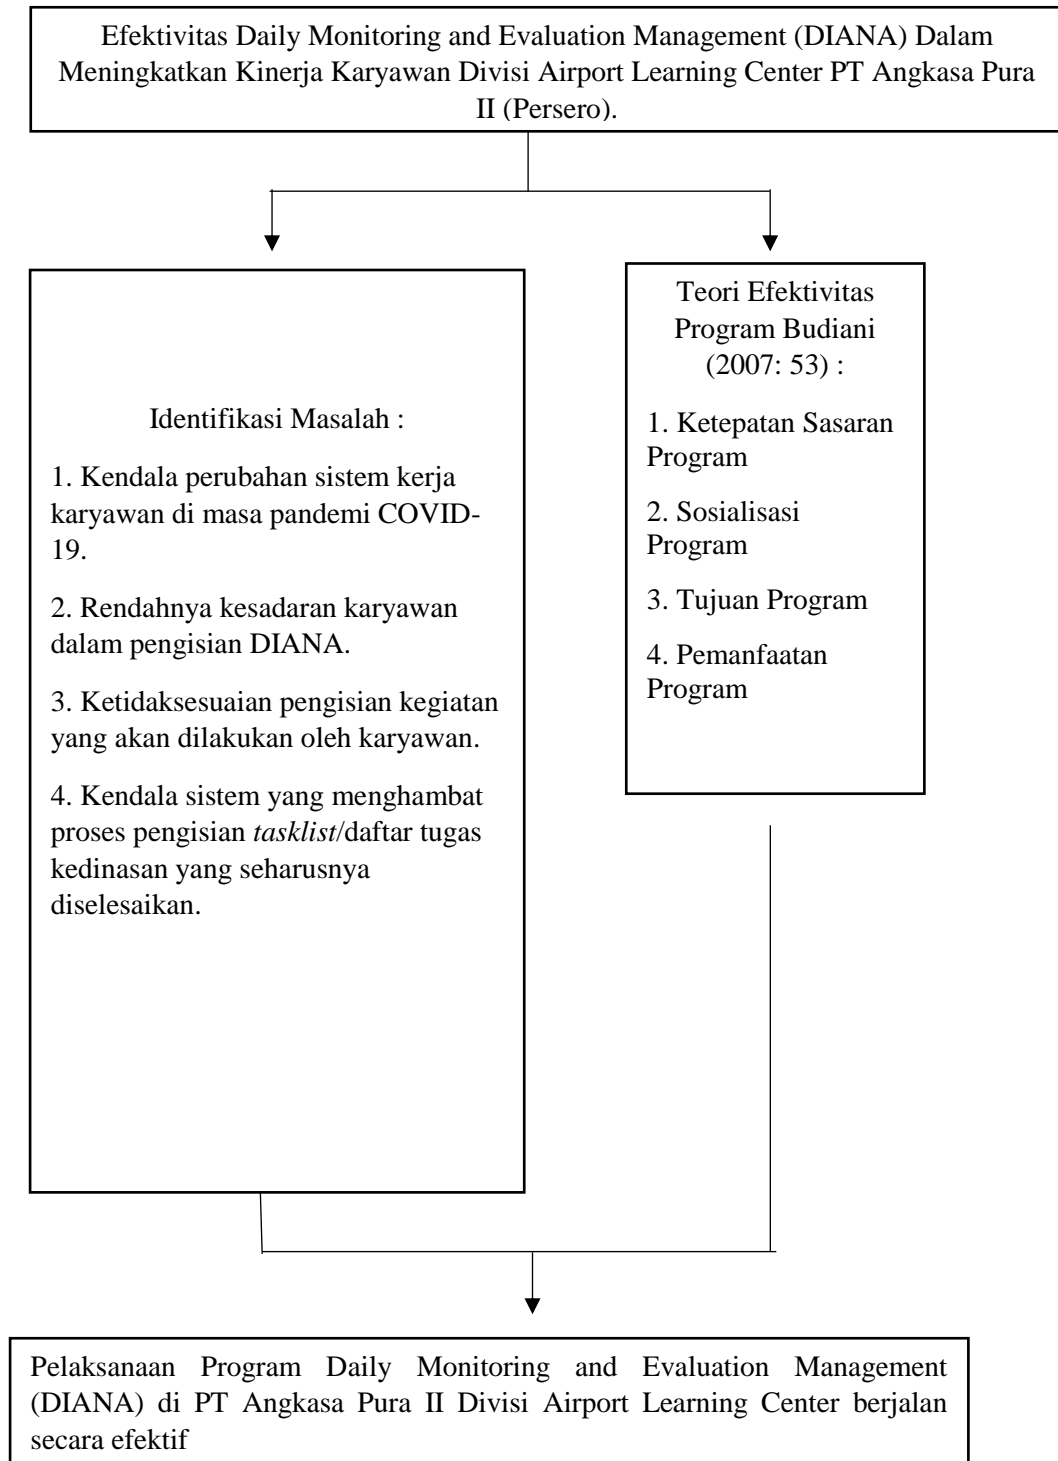 Efektivitas Daily Monitoring and Evaluation Management (DIANA) Dalam
Meningkatkan Kinerja Karyawan Divisi Airport Learning Center PT Angkasa Pura
II (Persero).
Identifikasi Masalah :
1. Kendala perubahan sistem kerja
karyawan di masa pandemi COVID-
19.
2. Rendahnya kesadaran karyawan
dalam pengisian DIANA.
3. Ketidaksesuaian pengisian kegiatan
yang akan dilakukan oleh karyawan.
4. Kendala sistem yang menghambat
proses pengisian tasklist/daftar tugas
kedinasan yang seharusnya
diselesaikan.
Teori Efektivitas
Program Budiani
(2007: 53) :
1. Ketepatan Sasaran
Program
2. Sosialisasi
Program
3. Tujuan Program
4. Pemanfaatan
Program
Pelaksanaan Program Daily Monitoring and Evaluation Management
(DIANA) di PT Angkasa Pura II Divisi Airport Learning Center berjalan
secara efektif